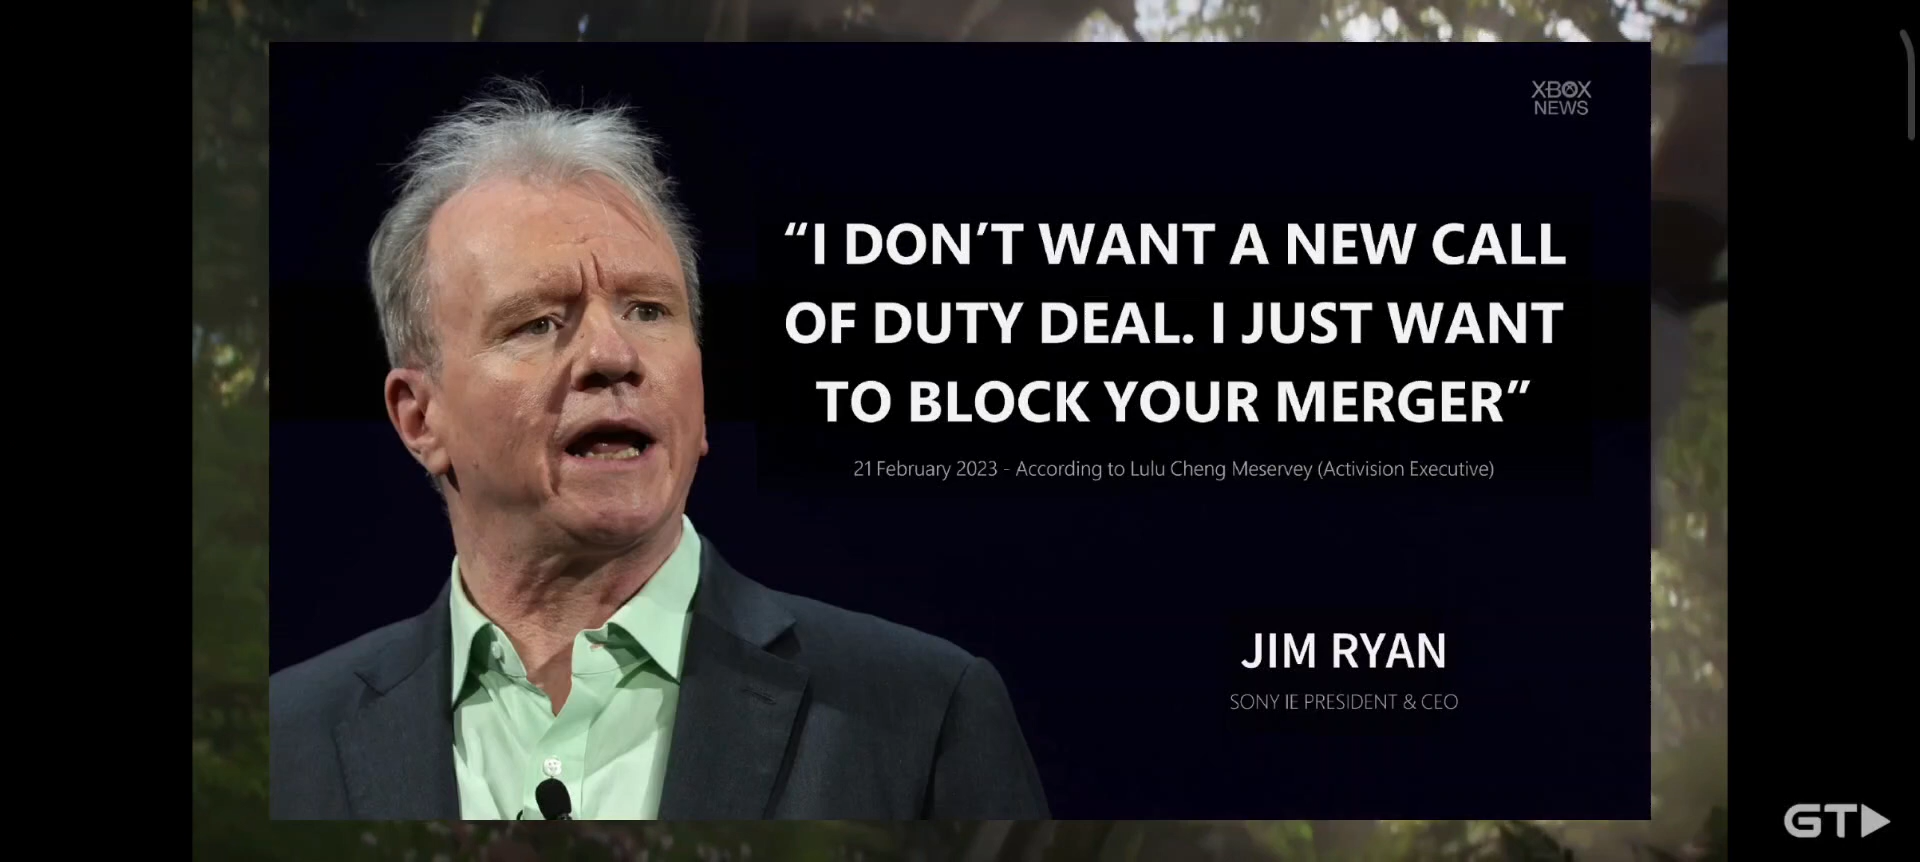 XBOX
NEWS
“I DON’T WANT A NEW CALL
OF DUTY DEAL. I JUST WANT
TO BLOCK YOUR MERGER”
21 February 2023 - According to Lulu Cheng Meservey (Activision Executive)
JIM RYAN
SONY IE PRESIDENT & CEO
GT